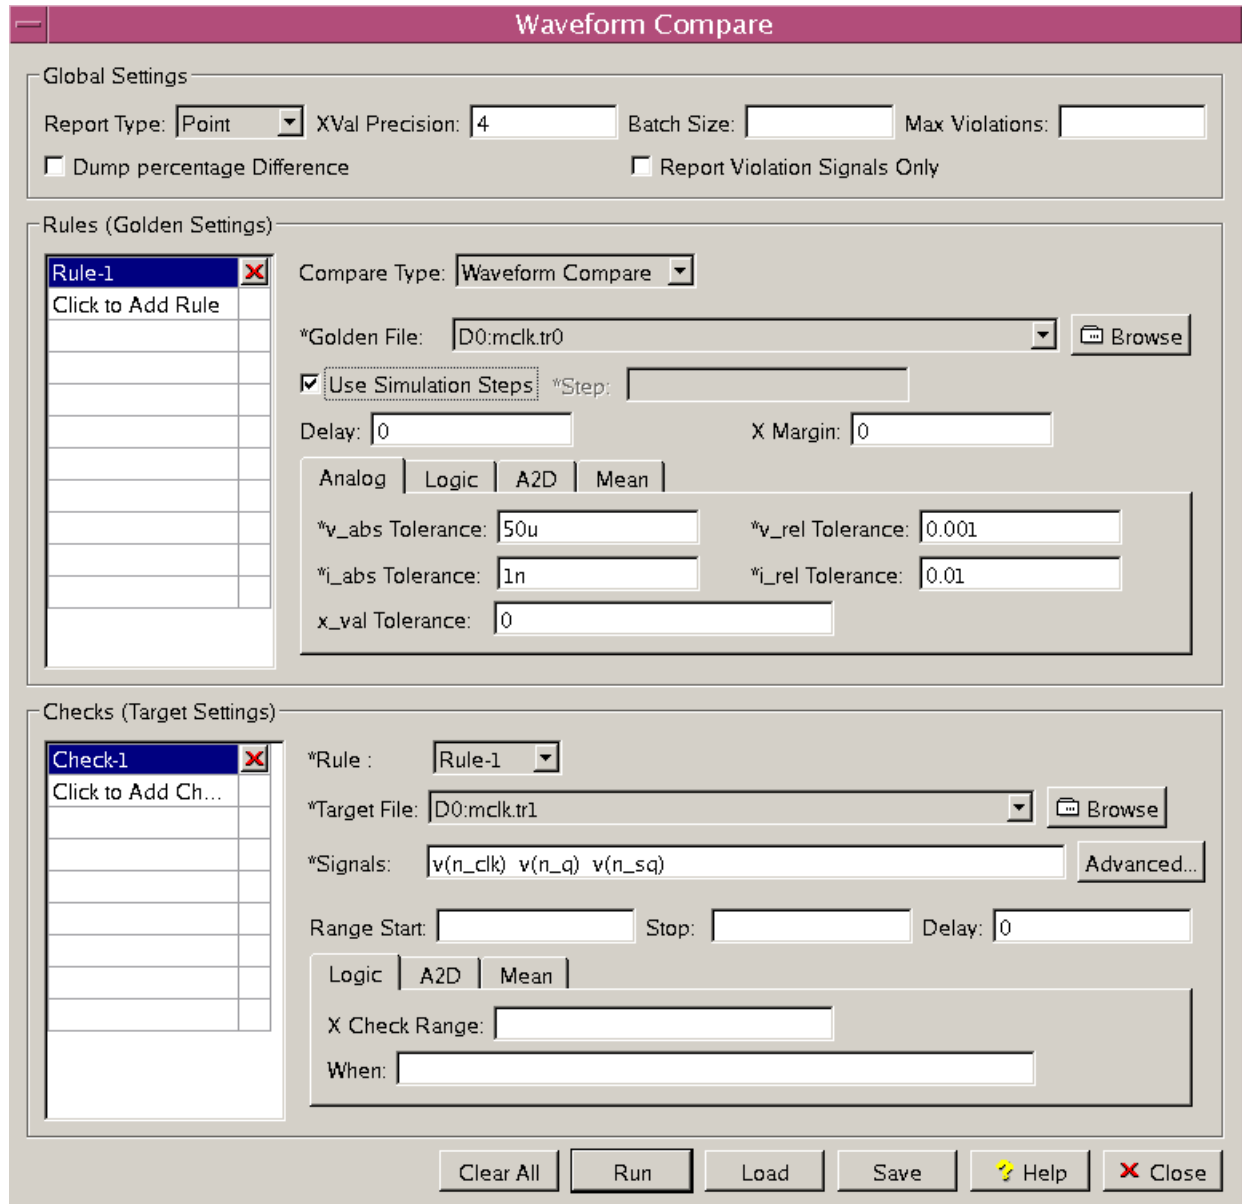 Waveform Compare
Global Settings
Report Type: Point XVal Precision: 4 Batch Size: Max Violations:
Dump percentage Difference Report Violation Signals Only
Rules (Golden Settings)
Rule-1 Compare Type: Waveform Compare
Click to Add Rule
*Golden File: D0:mclk.tr0 Browse
Use Simulation Steps *Step:
Delay: 0 X Margin: 0
Analog Logic A2D Mean
*v_abs Tolerance: 50u *v_rel Tolerance: 0.001
*i_abs Tolerance: 1n *i_rel Tolerance: 0.01
x_val Tolerance: 0
Checks (Target Settings)
Check-1 *Rule : Rule-1
Click to Add Ch...
*Target File: D0:mclk.tr1 Browse
*Signals: v(n_clk) v(n_q) v(n_sq) Advanced...
Range Start: Stop: Delay: 0
Logic A2D Mean
X Check Range:
When:
Clear All Run Load Save Help Close